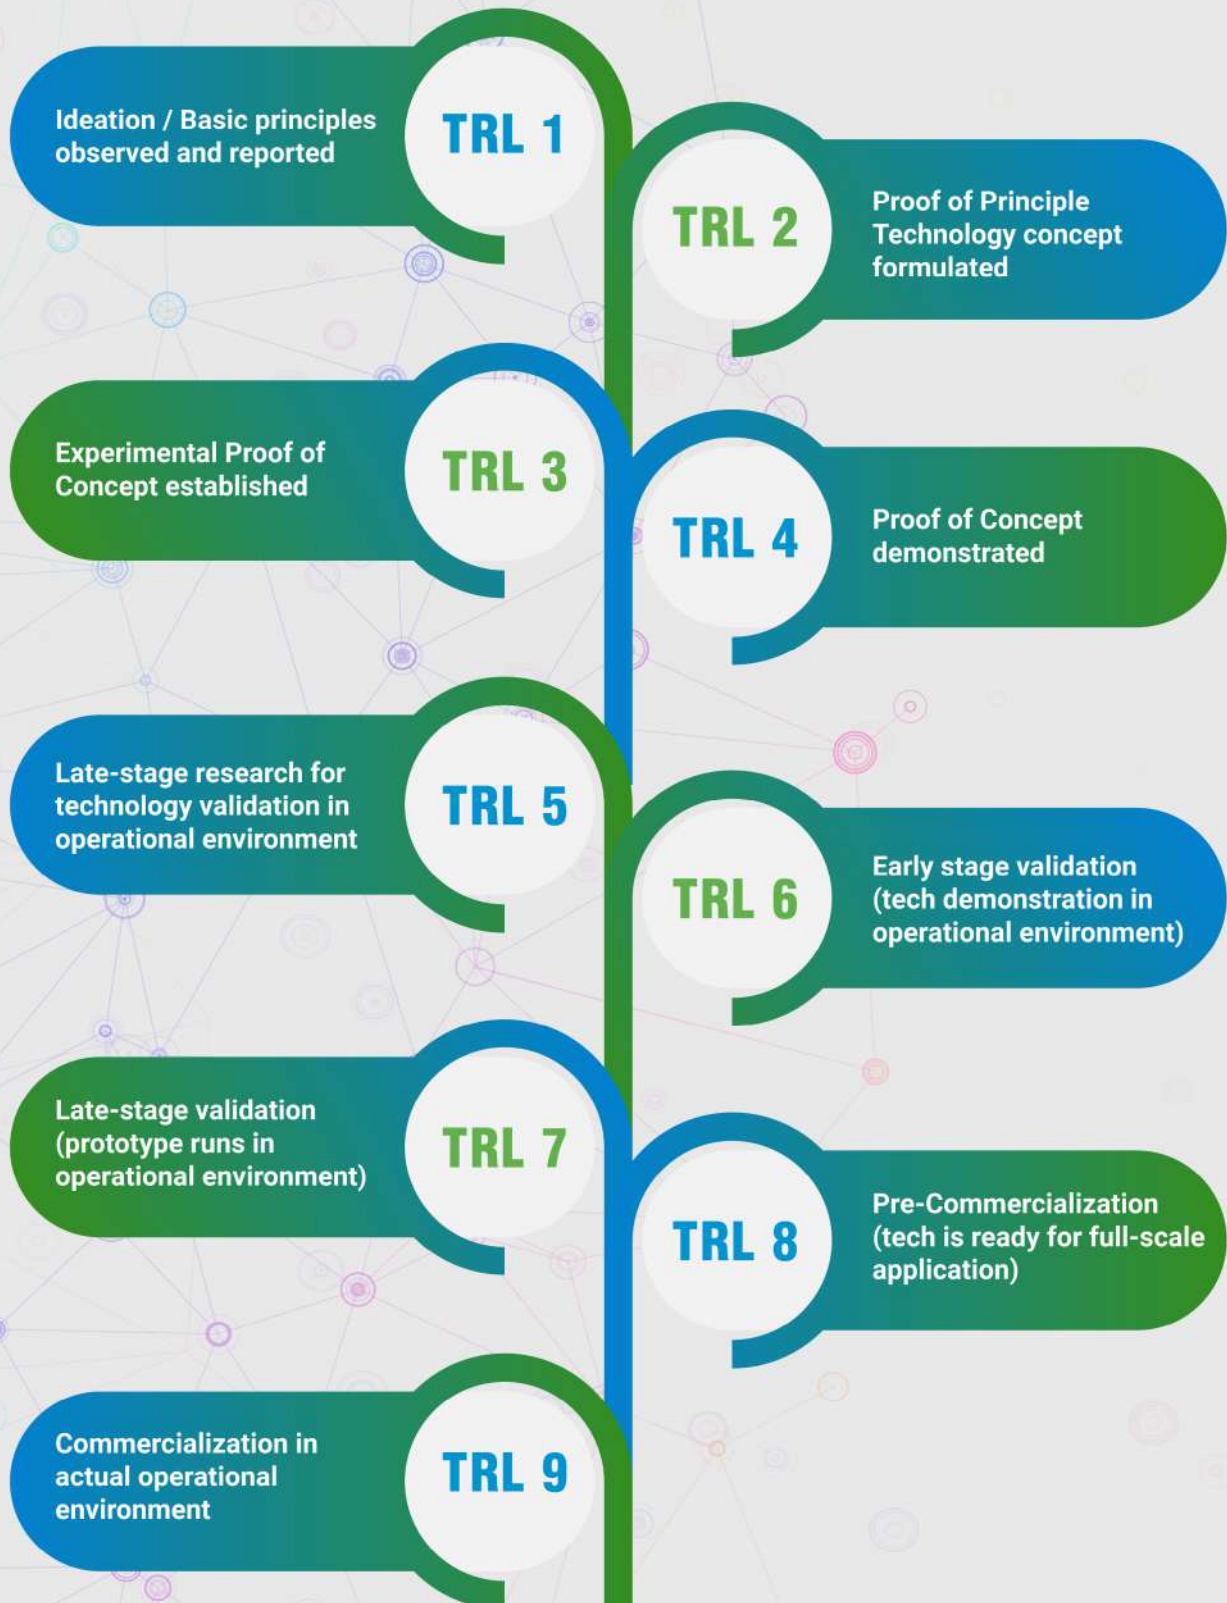 TRL 1
Ideation / Basic principles
observed and reported
TRL 2
Proof of Principle
Technology concept
formulated
TRL 3
Experimental Proof of
Concept established
TRL 4
Proof of Concept
demonstrated
TRL 5
Late-stage research for
technology validation in
operational environment
TRL 6
Early stage validation
(tech demonstration in
operational environment)
TRL 7
Late-stage validation
(prototype runs in
operational environment)
TRL 8
Pre-Commercialization
(tech is ready for full-scale
application)
TRL 9
Commercialization in
actual operational
environment